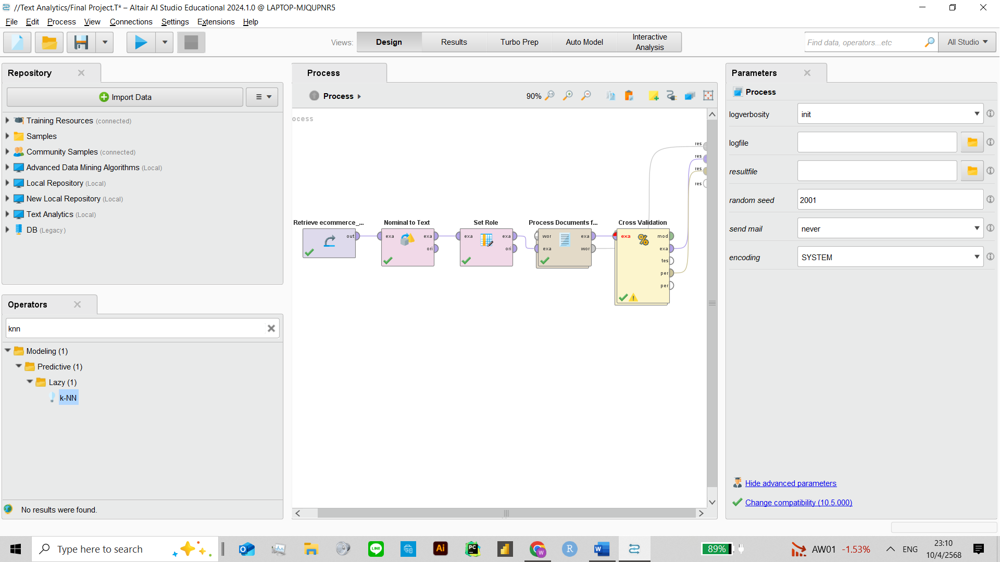 //Text Analytics/Final Project.T* – Altair AI Studio Educational 2024.1.0 @ LAPTOP-MJQUPNR5
File Edit Process View Connections Settings Extensions Help
Views: Design Results Turbo Prep Auto Model Interactive Analysis
Find data, operators...etc All Studio
Repository
Import Data
Training Resources (connected)
Samples
Community Samples (connected)
Advanced Data Mining Algorithms (Local)
Local Repository (Local)
New Local Repository (Local)
Text Analytics (Local)
DB (Legacy)
Operators
knn
Modeling (1)
Predictive (1)
Lazy (1)
k-NN
No results were found.
Process
Process
90%
ocess
res
res
res
res
Retrieve ecommerce_...
out
Nominal to Text
exa exa
ori
Set Role
exa exa
ori
Process Documents f...
wor exa
exa wor
Cross Validation
exa mod
exa
tes
per
per
Parameters
Process
logverbosity init
logfile
resultfile
random seed 2001
send mail never
encoding SYSTEM
Hide advanced parameters
Change compatibility (10.5.000)
Type here to search
LINE
Ai
PC
W
R
W
89%
AW01 -1.53%
ENG
23:10
10/4/2568